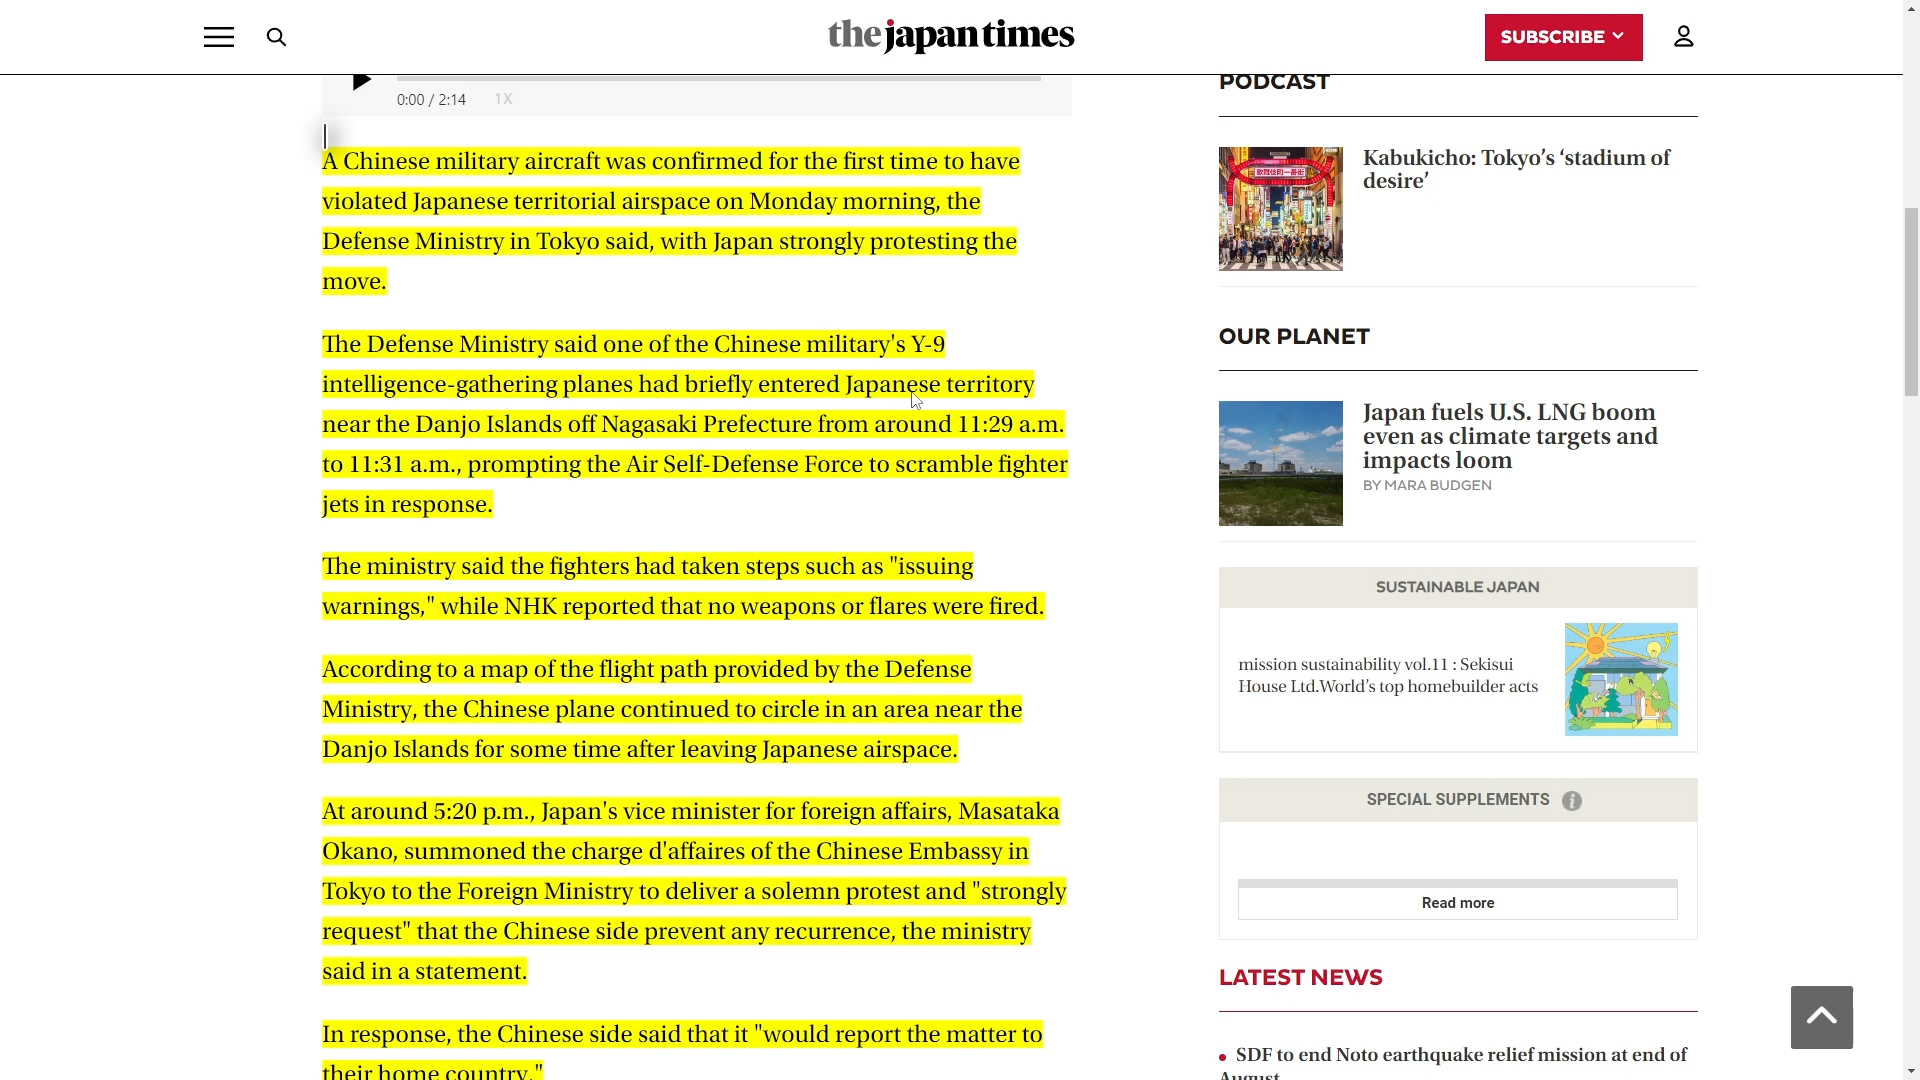 the japan times
SUBSCRIBE
0:00 / 2:14 1X
A Chinese military aircraft was confirmed for the first time to have
violated Japanese territorial airspace on Monday morning, the
Defense Ministry in Tokyo said, with Japan strongly protesting the
move.
The Defense Ministry said one of the Chinese military's Y-9
intelligence-gathering planes had briefly entered Japanese territory
near the Danjo Islands off Nagasaki Prefecture from around 11:29 a.m.
to 11:31 a.m., prompting the Air Self-Defense Force to scramble fighter
jets in response.
The ministry said the fighters had taken steps such as "issuing
warnings," while NHK reported that no weapons or flares were fired.
According to a map of the flight path provided by the Defense
Ministry, the Chinese plane continued to circle in an area near the
Danjo Islands for some time after leaving Japanese airspace.
At around 5:20 p.m., Japan's vice minister for foreign affairs, Masataka
Okano, summoned the charge d'affaires of the Chinese Embassy in
Tokyo to the Foreign Ministry to deliver a solemn protest and "strongly
request" that the Chinese side prevent any recurrence, the ministry
said in a statement.
In response, the Chinese side said that it "would report the matter to
their home country."
PODCAST
歌舞伎町一番街
Kabukicho: Tokyo’s ‘stadium of
desire’
OUR PLANET
Japan fuels U.S. LNG boom
even as climate targets and
impacts loom
BY MARA BUDGEN
SUSTAINABLE JAPAN
mission sustainability vol.11 : Sekisui
House Ltd.World’s top homebuilder acts
SPECIAL SUPPLEMENTS
Read more
LATEST NEWS
SDF to end Noto earthquake relief mission at end of
August